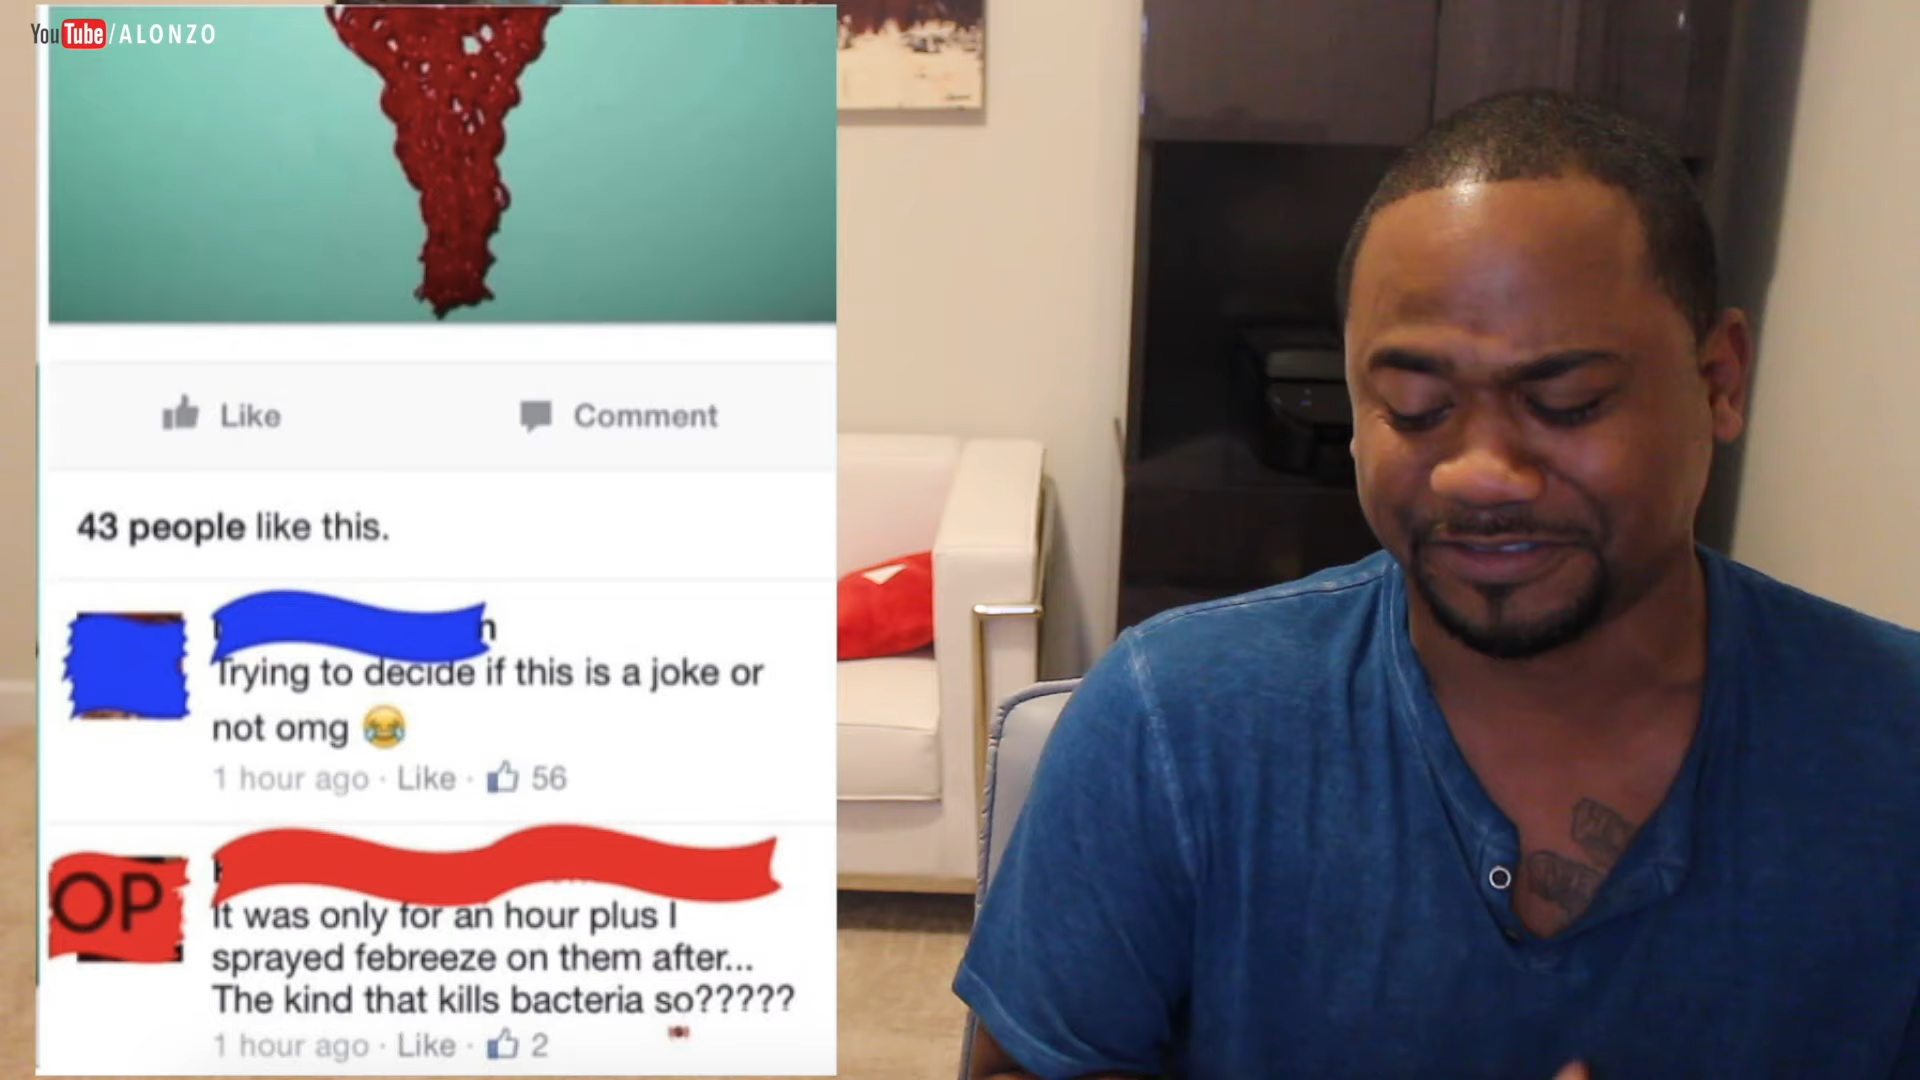 YouTube/ALONZO
Like
Comment
43 people like this.
n
Trying to decide if this is a joke or
not omg 😂
1 hour ago · Like · 56
OP
It was only for an hour plus I
sprayed febreeze on them after...
The kind that kills bacteria so?????
1 hour ago · Like · 2